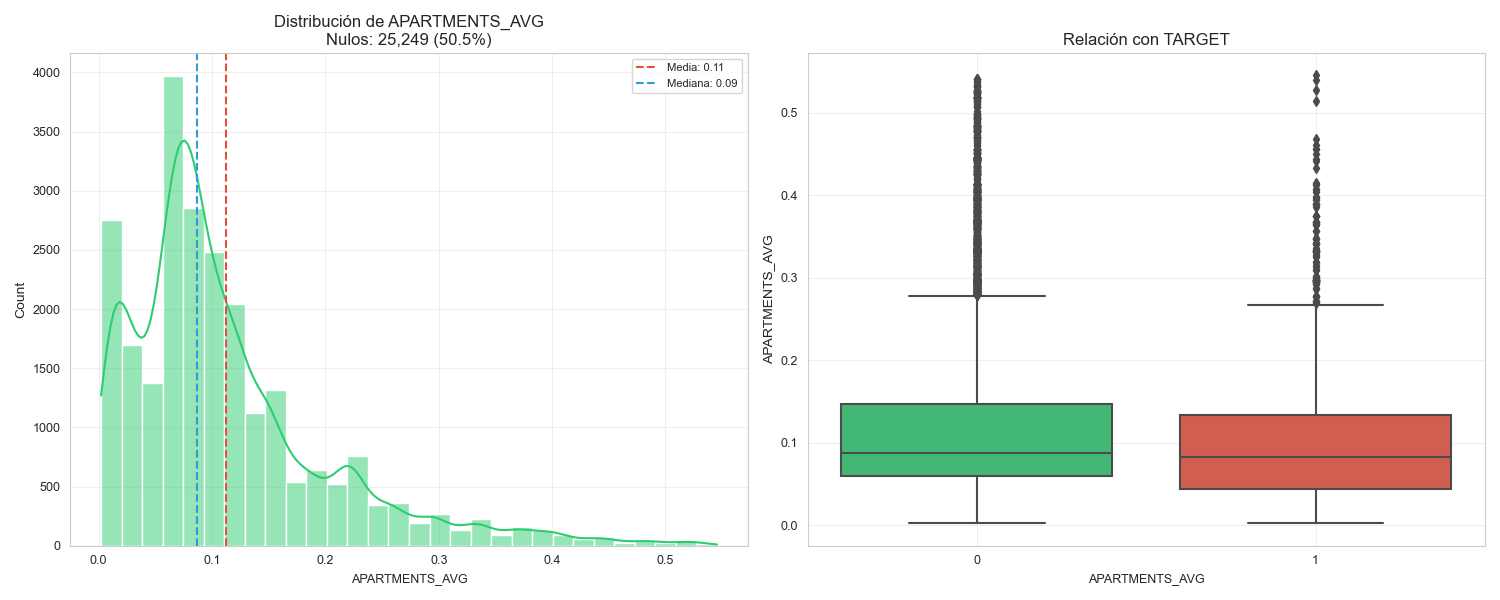 Distribución de APARTMENTS_AVG
Nulos: 25,249 (50.5%)
Media: 0.11
Mediana: 0.09
Count
4000
3500
3000
2500
2000
1500
1000
500
0
0.0 0.1 0.2 0.3 0.4 0.5
APARTMENTS_AVG
Relación con TARGET
APARTMENTS_AVG
0.5
0.4
0.3
0.2
0.1
0.0
0 1
APARTMENTS_AVG